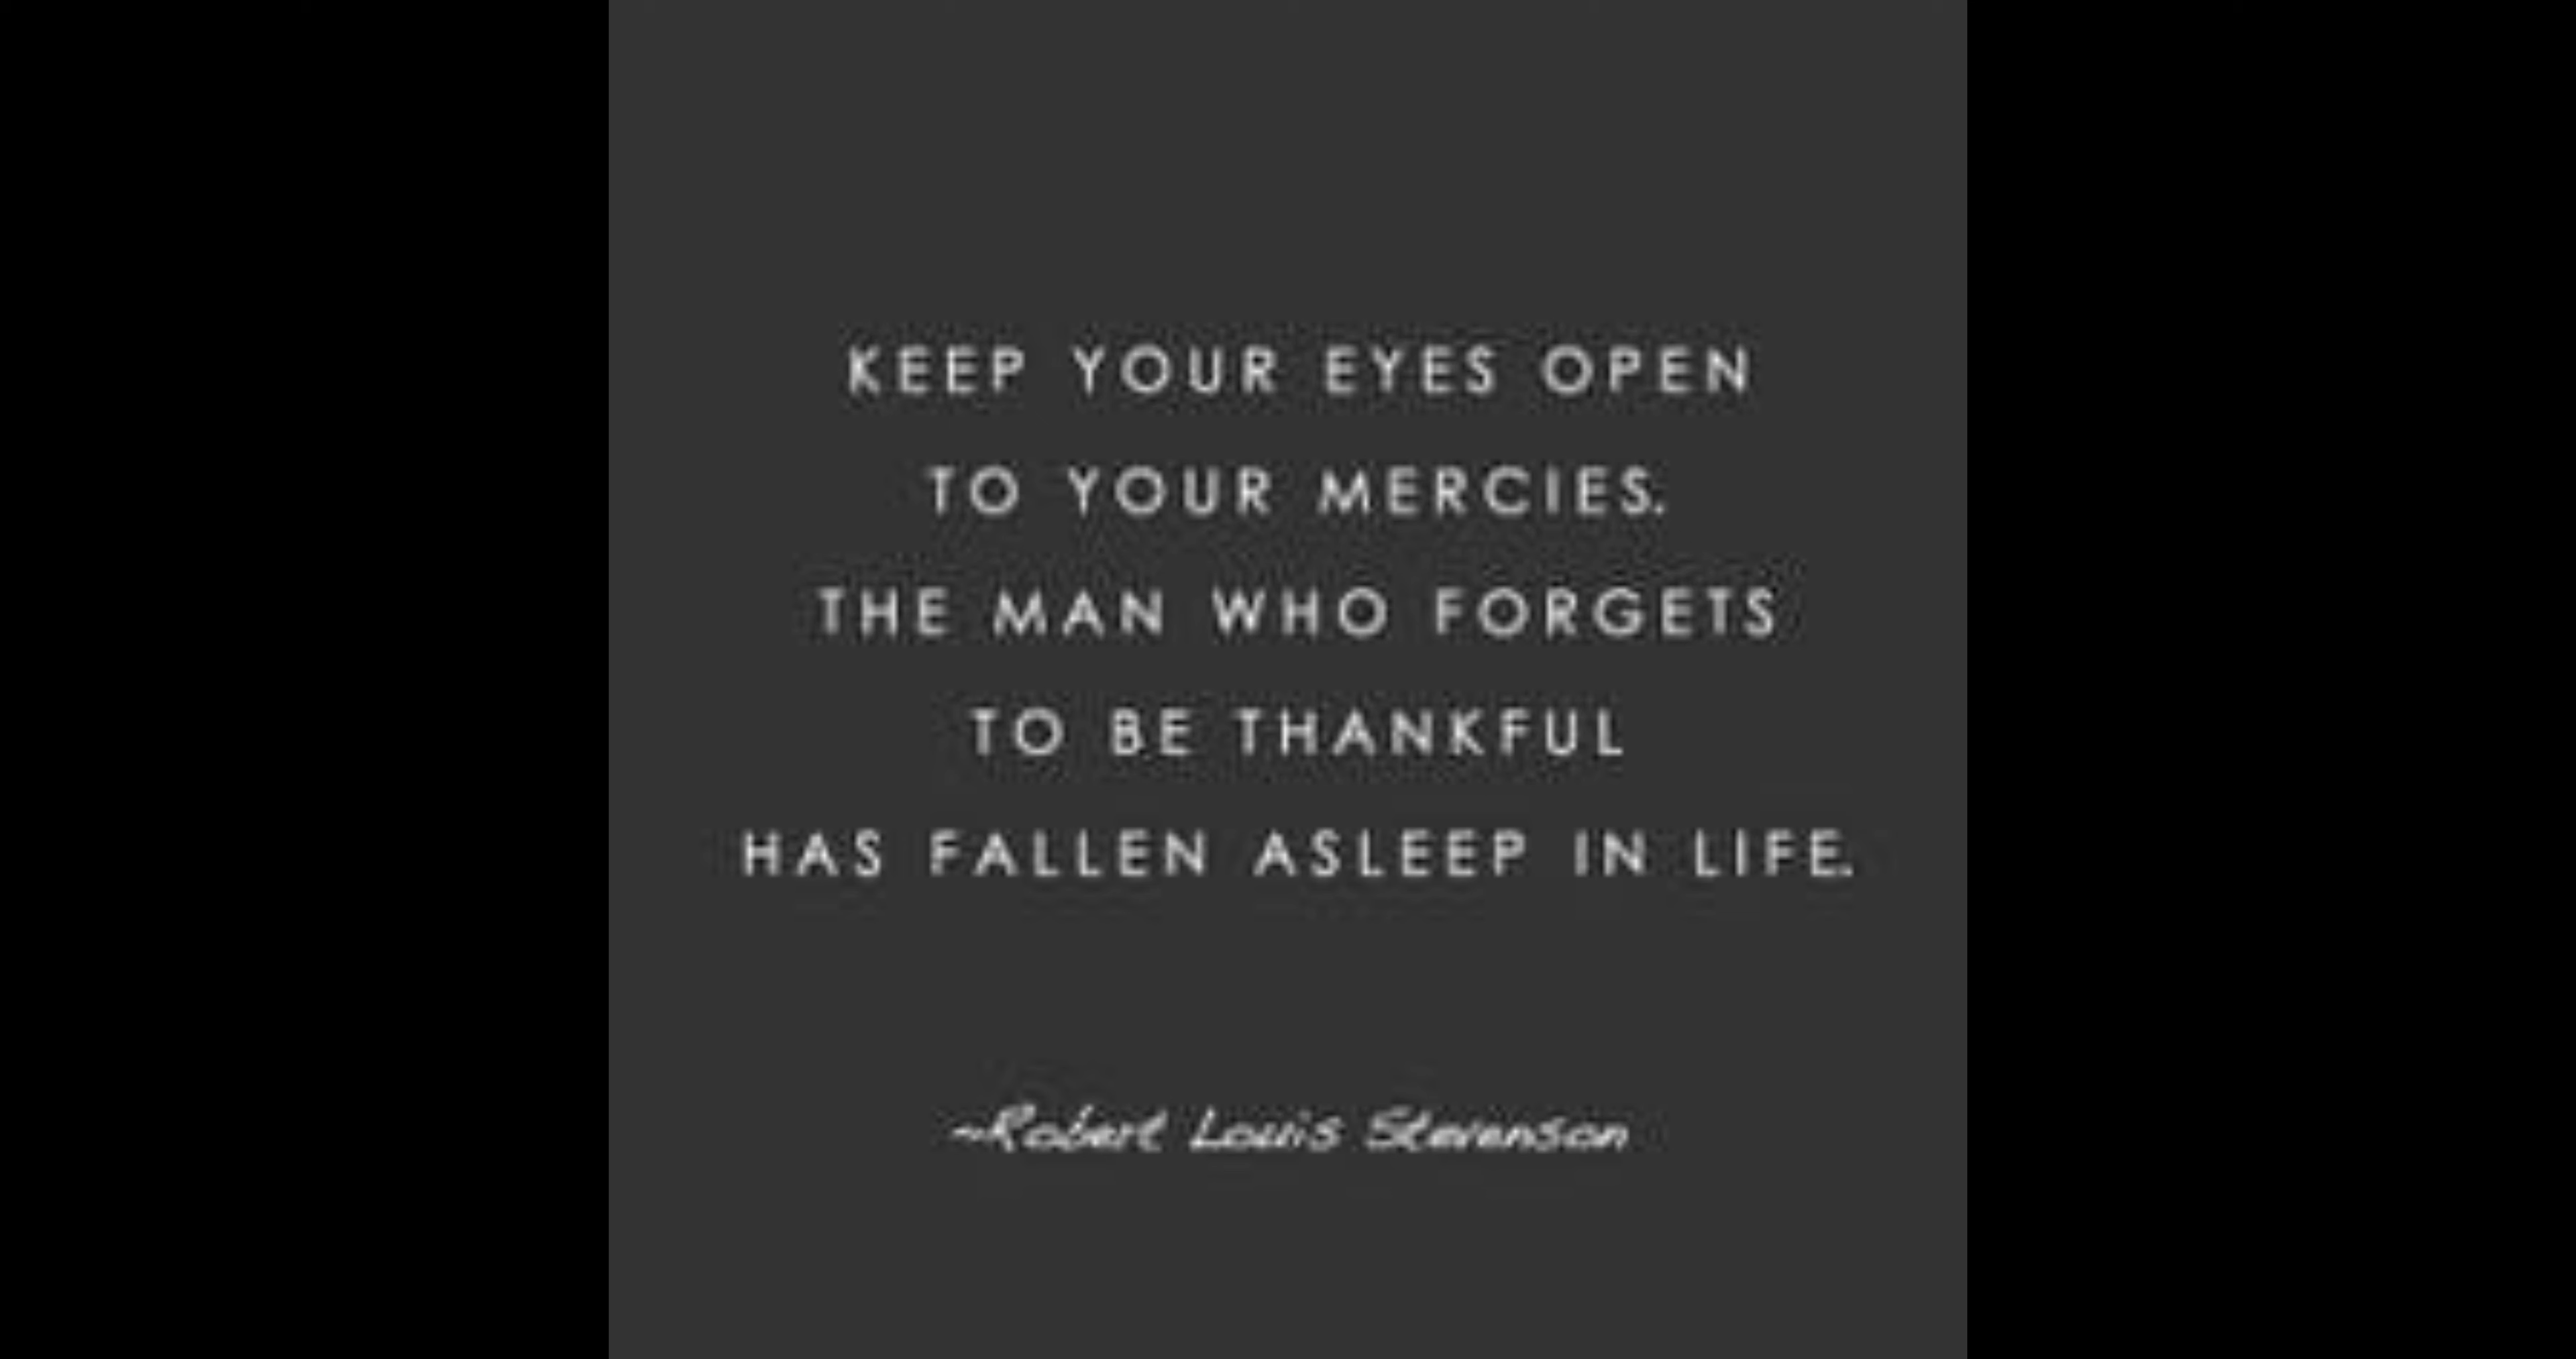 KEEP YOUR EYES OPEN
TO YOUR MERCIES.
THE MAN WHO FORGETS
TO BE THANKFUL
HAS FALLEN ASLEEP IN LIFE.
~Robert Louis Stevenson